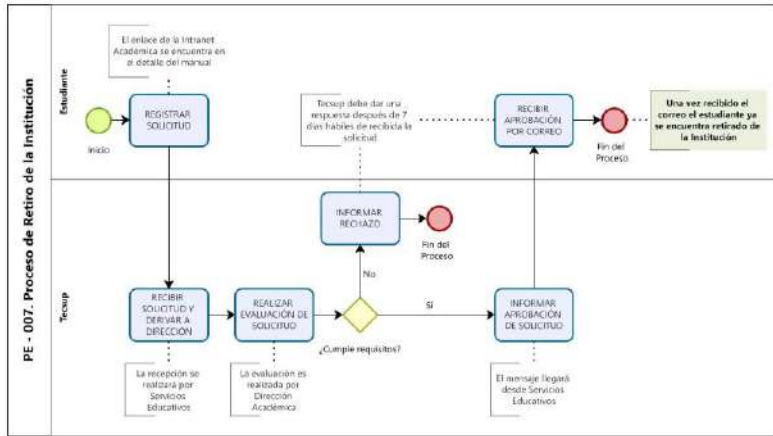 PE - 007. Proceso de Retiro de la Institución
Estudiante
El enlace de la Intranet
Académica se encuentra en
el detalle del manual
Inicio
REGISTRAR
SOLICITUD
Tecsup debe dar una
respuesta después de 7
días hábiles de recibida la
solicitud
RECIBIR
APROBACIÓN
POR CORREO
Fin del
Proceso
Una vez recibido el
correo el estudiante ya
se encuentra retirado de
la Institución
Tecsup
INFORMAR
RECHAZO
Fin del
Proceso
No
RECIBIR
SOLICITUD Y
DERIVAR A
DIRECCIÓN
REALIZAR
EVALUACIÓN DE
SOLICITUD
¿Cumple requisitos?
Sí
INFORMAR
APROBACIÓN
DE SOLICITUD
La recepción se
realizará por
Servicios
Educativos
La evaluación es
realizada por
Dirección
Académica
El mensaje llegará
desde Servicios
Educativos